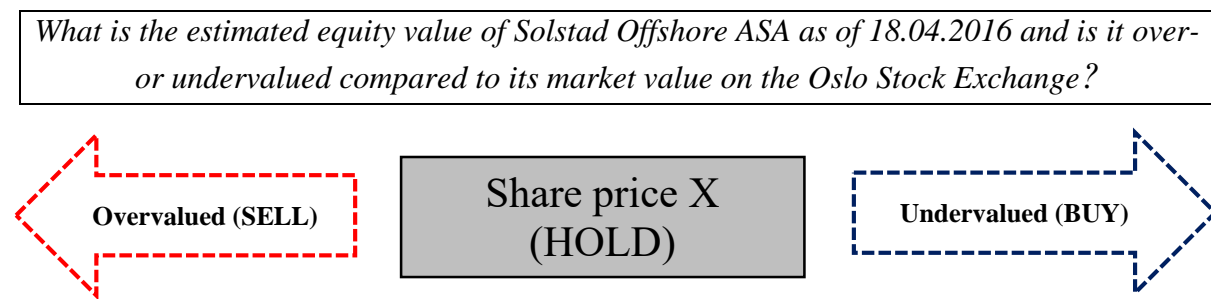 What is the estimated equity value of Solstad Offshore ASA as of 18.04.2016 and is it over-
or undervalued compared to its market value on the Oslo Stock Exchange?
Overvalued (SELL)
Share price X
(HOLD)
Undervalued (BUY)